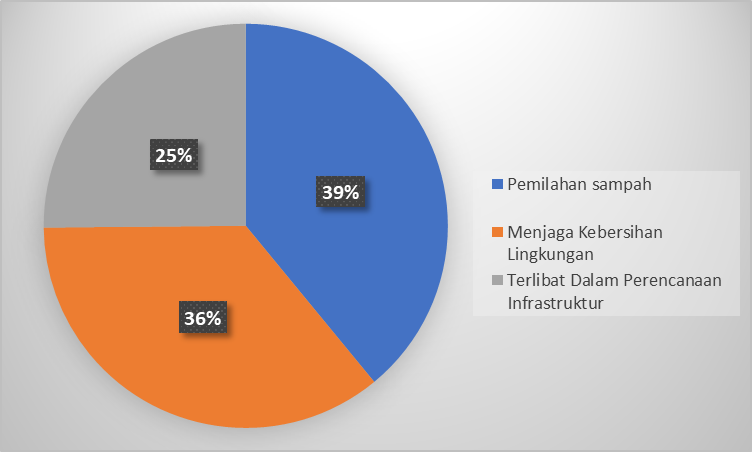 25%
39%
36%
Pemilahan sampah
Menjaga Kebersihan
Lingkungan
Terlibat Dalam Perencanaan
Infrastruktur